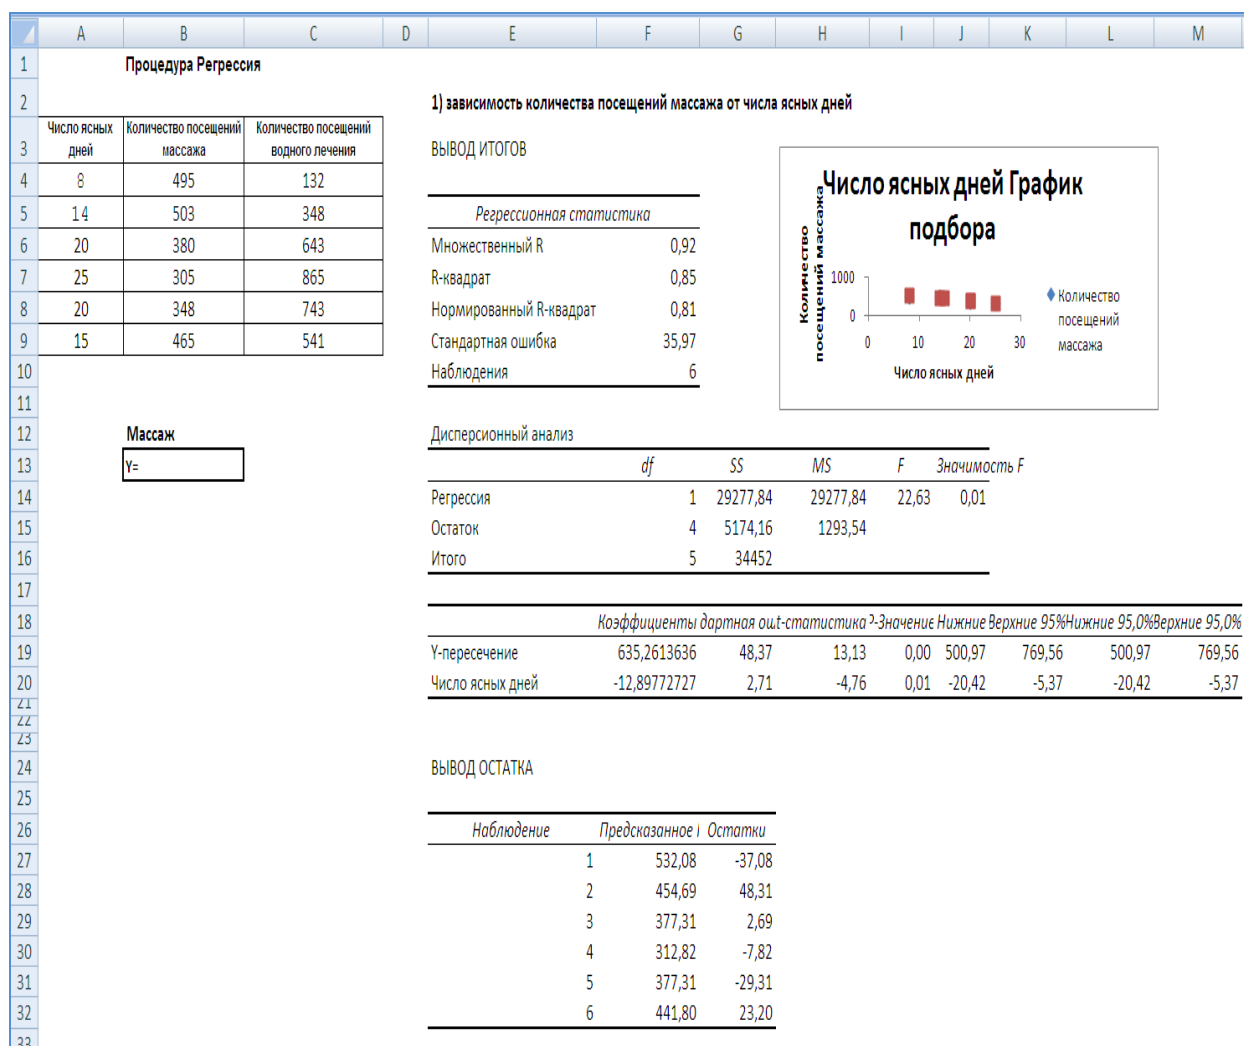 A B C D E F G H I J K L M
1 Процедура Регрессия
2 1) зависимость количества посещений массажа от числа ясных дней
3 Число ясных дней Количество посещений массажа Количество посещений водного лечения ВЫВОД ИТОГОВ
4 8 495 132
5 14 503 348 Регрессионная статистика
6 20 380 643 Множественный R 0,92
7 25 305 865 R-квадрат 0,85
8 20 348 743 Нормированный R-квадрат 0,81
9 15 465 541 Стандартная ошибка 35,97
10 Наблюдения 6
11
Число ясных дней График
подбора
Количество
посещений массажа
1000
0
0 10 20 30
Число ясных дней
Количество
посещений
массажа
12 Массаж Дисперсионный анализ
13 Y= df SS MS F Значимость F
14 Регрессия 1 29277,84 29277,84 22,63 0,01
15 Остаток 4 5174,16 1293,54
16 Итого 5 34452
17
18 Коэффициенты дартная ош t-статистика P-Значение Нижние Верхние 95% Нижние 95,0% Верхние 95,0%
19 Y-пересечение 635,2613636 48,37 13,13 0,00 500,97 769,56 500,97 769,56
20 Число ясных дней -12,89772727 2,71 -4,76 0,01 -20,42 -5,37 -20,42 -5,37
21
22
23
24 ВЫВОД ОСТАТКА
25
26 Наблюдение Предсказанное Остатки
27 1 532,08 -37,08
28 2 454,69 48,31
29 3 377,31 2,69
30 4 312,82 -7,82
31 5 377,31 -29,31
32 6 441,80 23,20
33